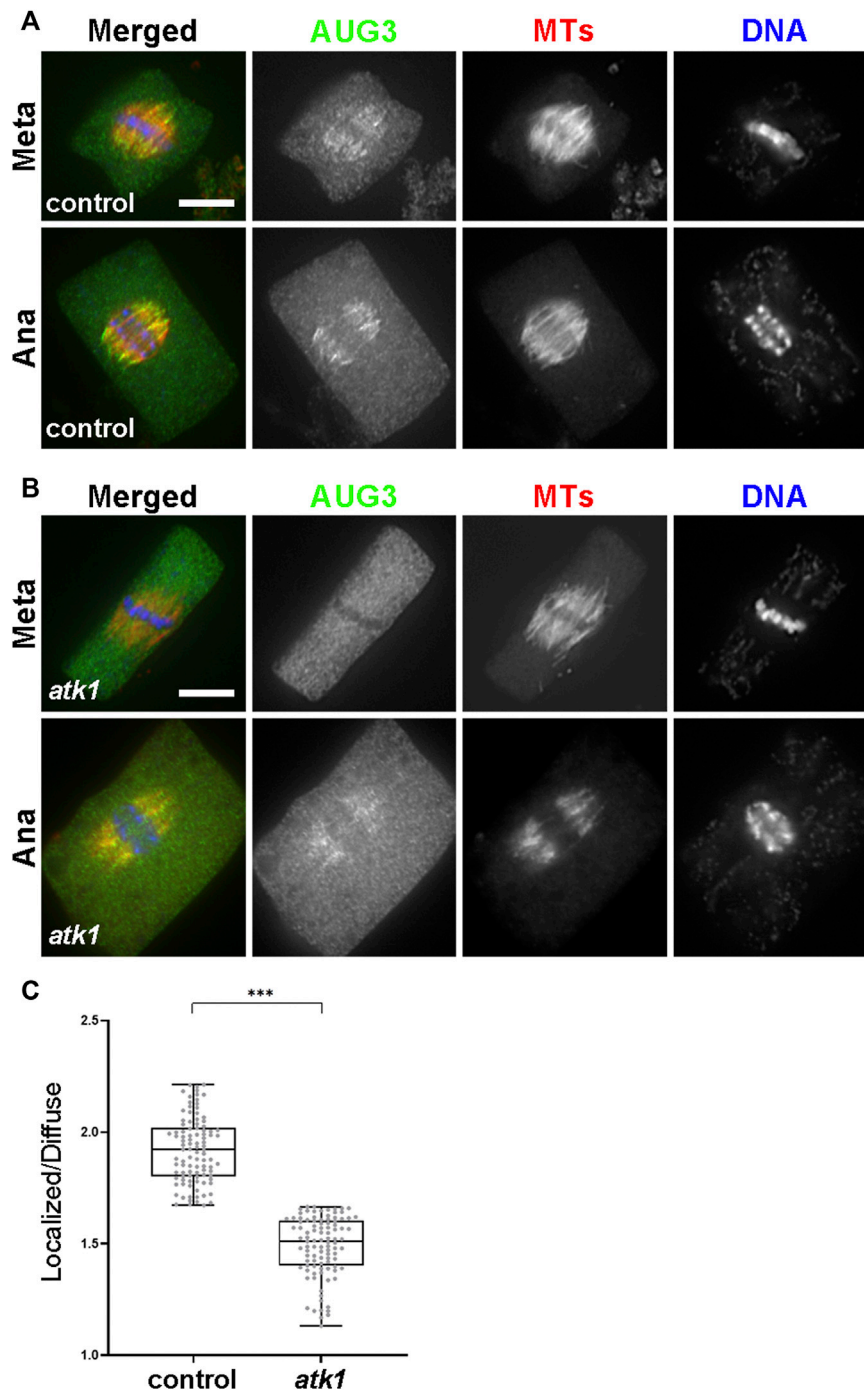 A
Merged AUG3 MTs DNA
Meta
control
Ana
control
B
Merged AUG3 MTs DNA
Meta
atk1
Ana
atk1
C
***
Localized/Diffuse
2.5
2.0
1.5
1.0
control atk1